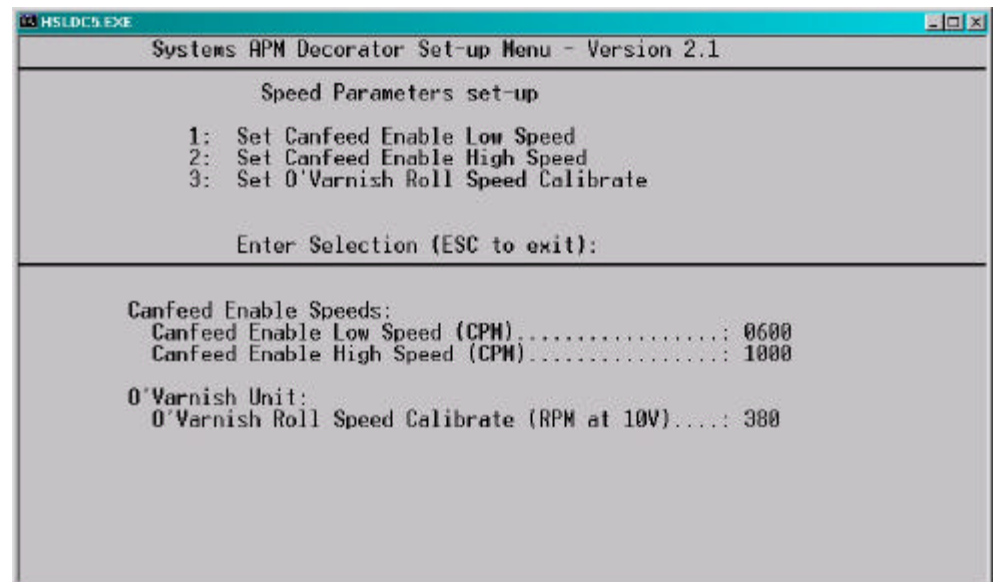 HSLDC5.EXE
Systems APM Decorator Set-up Menu - Version 2.1
Speed Parameters set-up
1: Set Canfeed Enable Low Speed
2: Set Canfeed Enable High Speed
3: Set O'Varnish Roll Speed Calibrate
Enter Selection (ESC to exit):
Canfeed Enable Speeds:
Canfeed Enable Low Speed (CPM)..................: 0600
Canfeed Enable High Speed (CPM).................: 1000
O'Varnish Unit:
O'Varnish Roll Speed Calibrate (RPM at 10V)....: 380